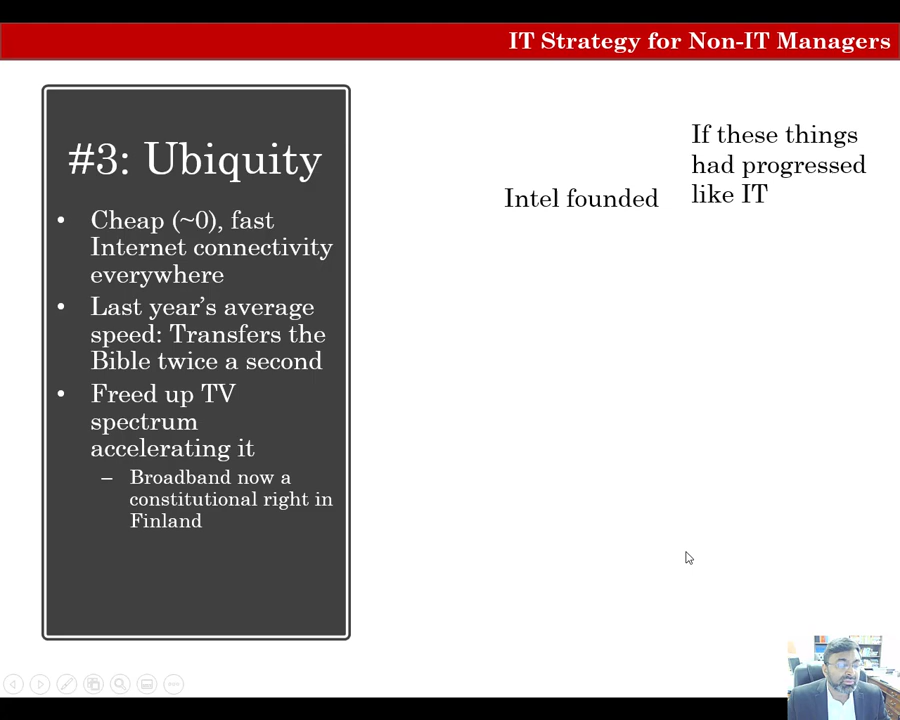 IT Strategy for Non-IT Managers
#3: Ubiquity
• Cheap (~0), fast
Internet connectivity
everywhere
• Last year’s average
speed: Transfers the
Bible twice a second
• Freed up TV
spectrum
accelerating it
– Broadband now a
constitutional right in
Finland
Intel founded
If these things
had progressed
like IT